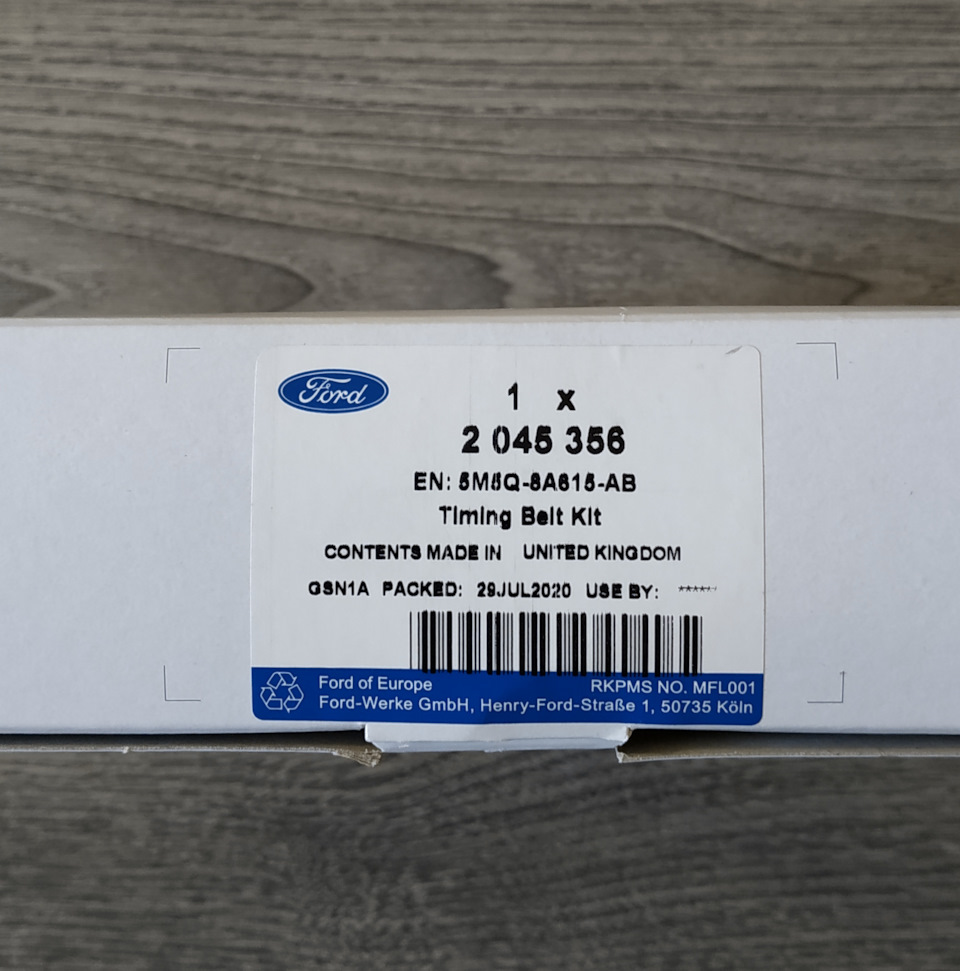 Ford
1 x
2 045 356
EN: 5M5Q-8A615-AB
Timing Belt Kit
CONTENTS MADE IN UNITED KINGDOM
GSN1A PACKED: 29JUL2020 USE BY: ******
Ford of Europe
RKPMS NO. MFL001
Ford-Werke GmbH, Henry-Ford-Straße 1, 50735 Köln